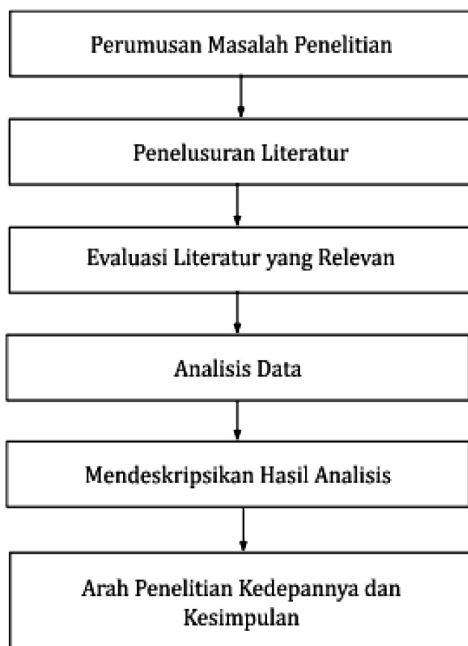 Perumusan Masalah Penelitian
Penelusuran Literatur
Evaluasi Literatur yang Relevan
Analisis Data
Mendeskripsikan Hasil Analisis
Arah Penelitian Kedepannya dan
Kesimpulan